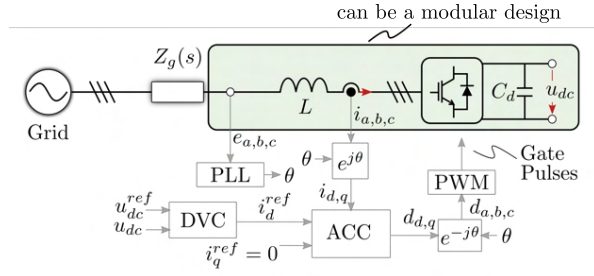 can be a modular design
Z_g(s)
Grid
L
i_{a,b,c}
C_d
u_{dc}
e_{a,b,c}
PLL
θ
θ
e^{jθ}
Gate
Pulses
PWM
i_{d,q}
d_{a,b,c}
u_{dc}^{ref}
u_{dc}
DVC
i_d^{ref}
i_q^{ref} = 0
ACC
d_{d,q}
e^{-jθ}
θ